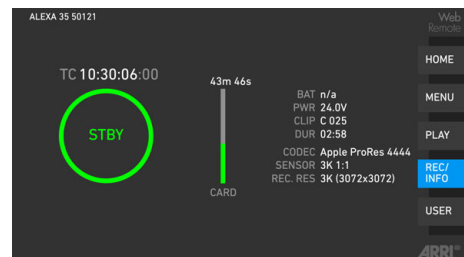 ALEXA 35 50121
Web
Remote
TC 10:30:06:00
STBY
43m 46s
CARD
BAT n/a
PWR 24.0V
CLIP C 025
DUR 02:58
CODEC Apple ProRes 4444
SENSOR 3K 1:1
REC. RES 3K (3072x3072)
HOME
MENU
PLAY
REC/
INFO
USER
ARRI